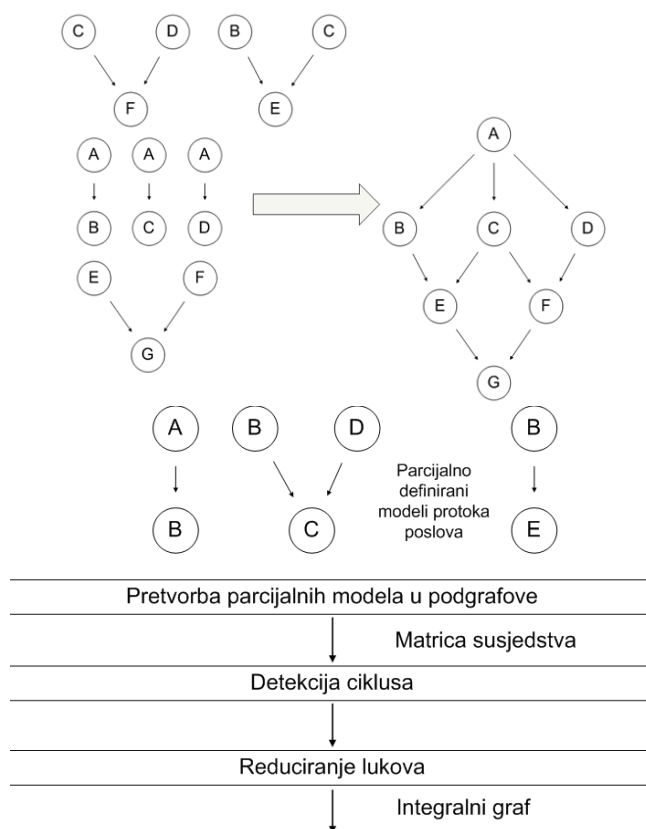 C D B C
F E
A A A
A
B C D
B C D
E F
E F
G
G
A B D B
Parcijalno
definirani
modeli protoka
poslova
B C E
Pretvorba parcijalnih modela u podgrafove
Matrica susjedstva
Detekcija ciklusa
Reduciranje lukova
Integralni graf